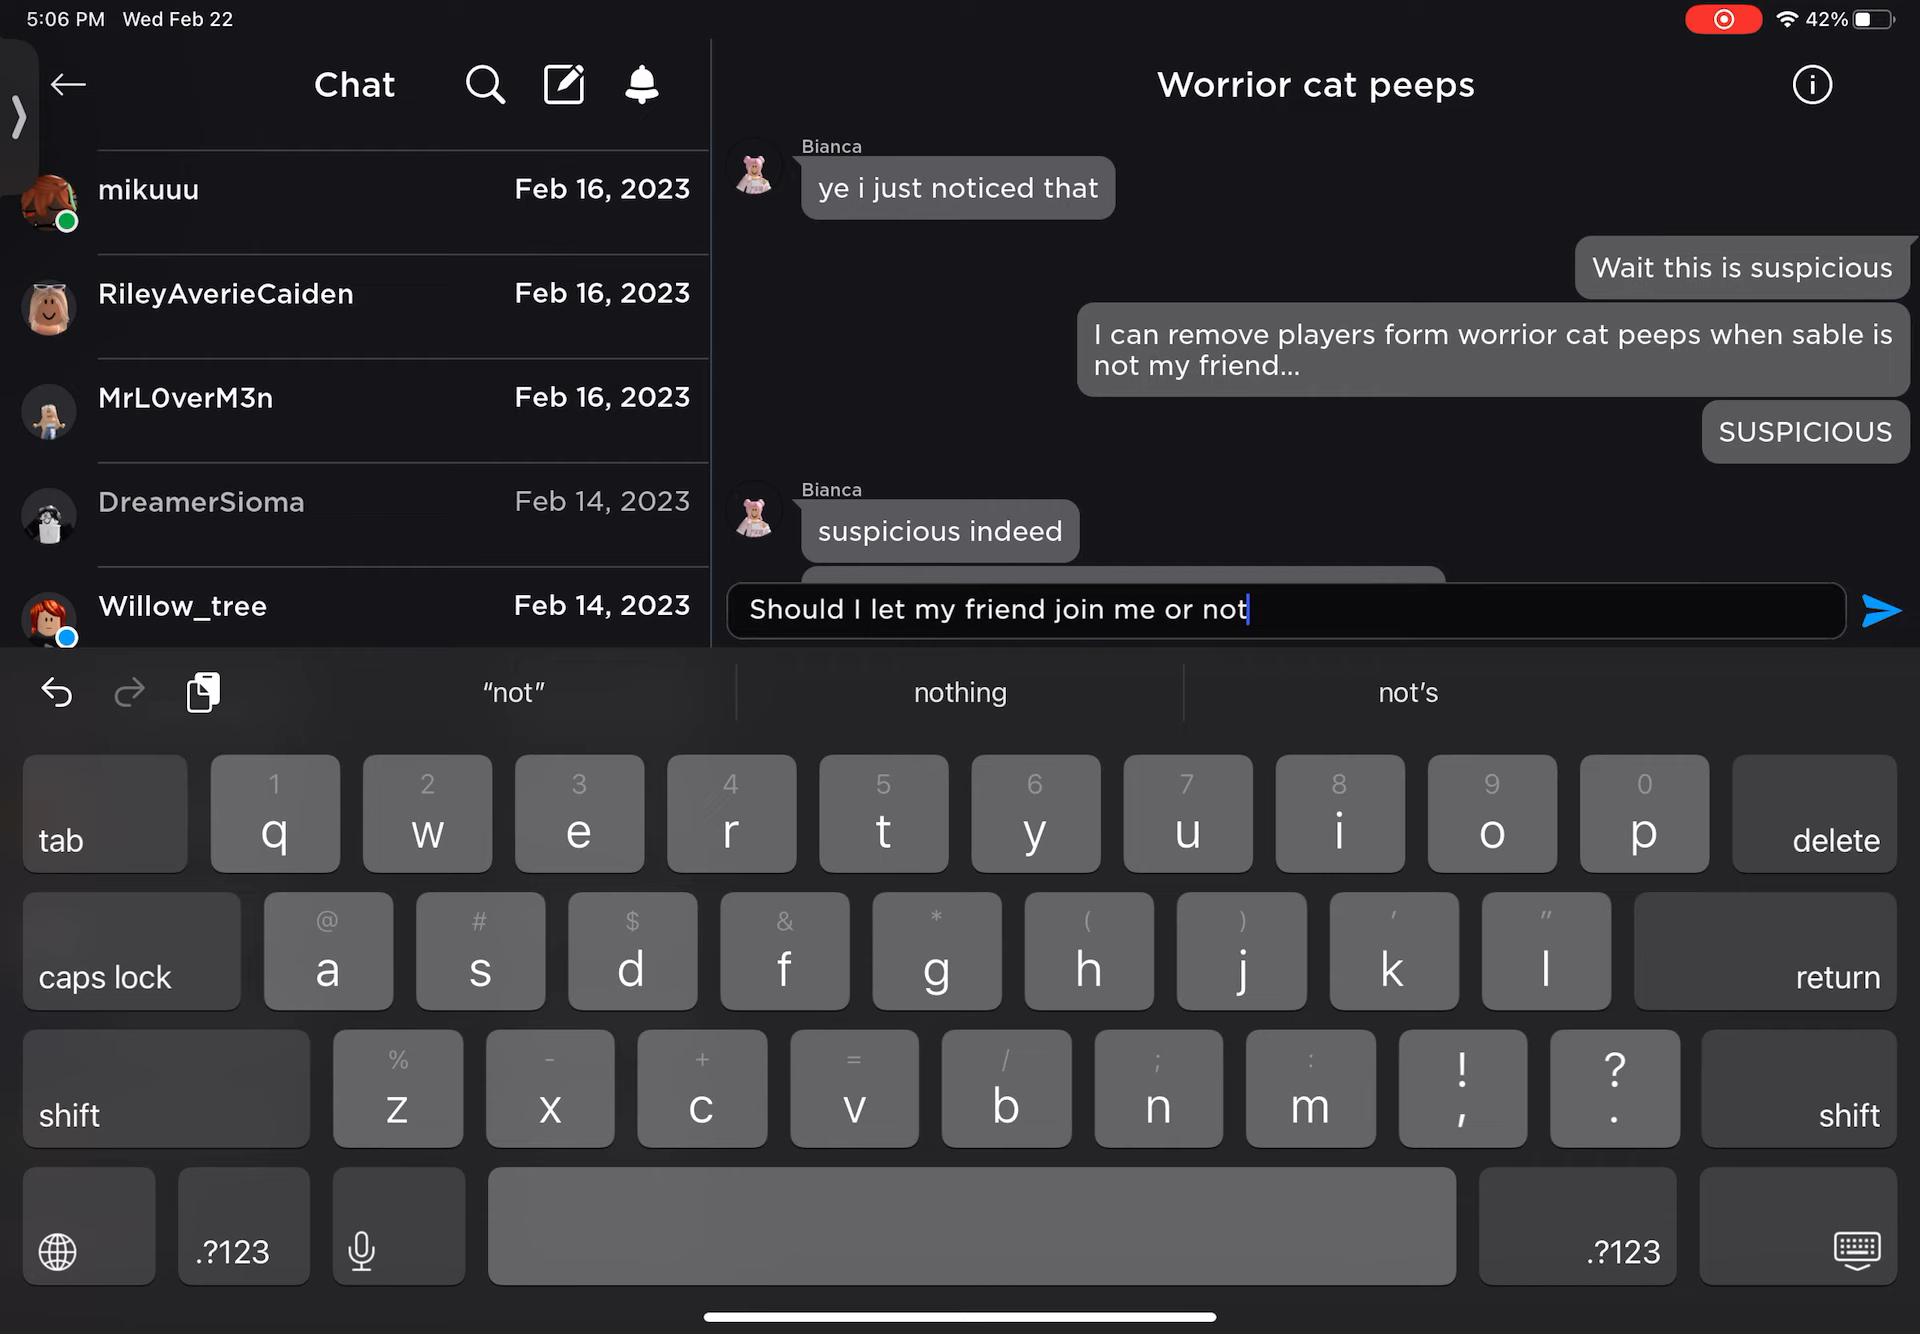 5:06 PM Wed Feb 22
42%
Chat
mikuuu Feb 16, 2023
RileyAverieCaiden Feb 16, 2023
MrL0verM3n Feb 16, 2023
DreamerSioma Feb 14, 2023
Willow_tree Feb 14, 2023
Worrior cat peeps
Bianca
ye i just noticed that
Wait this is suspicious
I can remove players form worrior cat peeps when sable is
not my friend...
SUSPICIOUS
Bianca
suspicious indeed
Should I let my friend join me or not
“not” nothing not’s
1 2 3 4 5 6 7 8 9 0
tab q w e r t y u i o p delete
@ # $ & * ( ) ' "
caps lock a s d f g h j k l return
% - + = / ; : ! ?
shift z x c v b n m , . shift
.?123 .?123